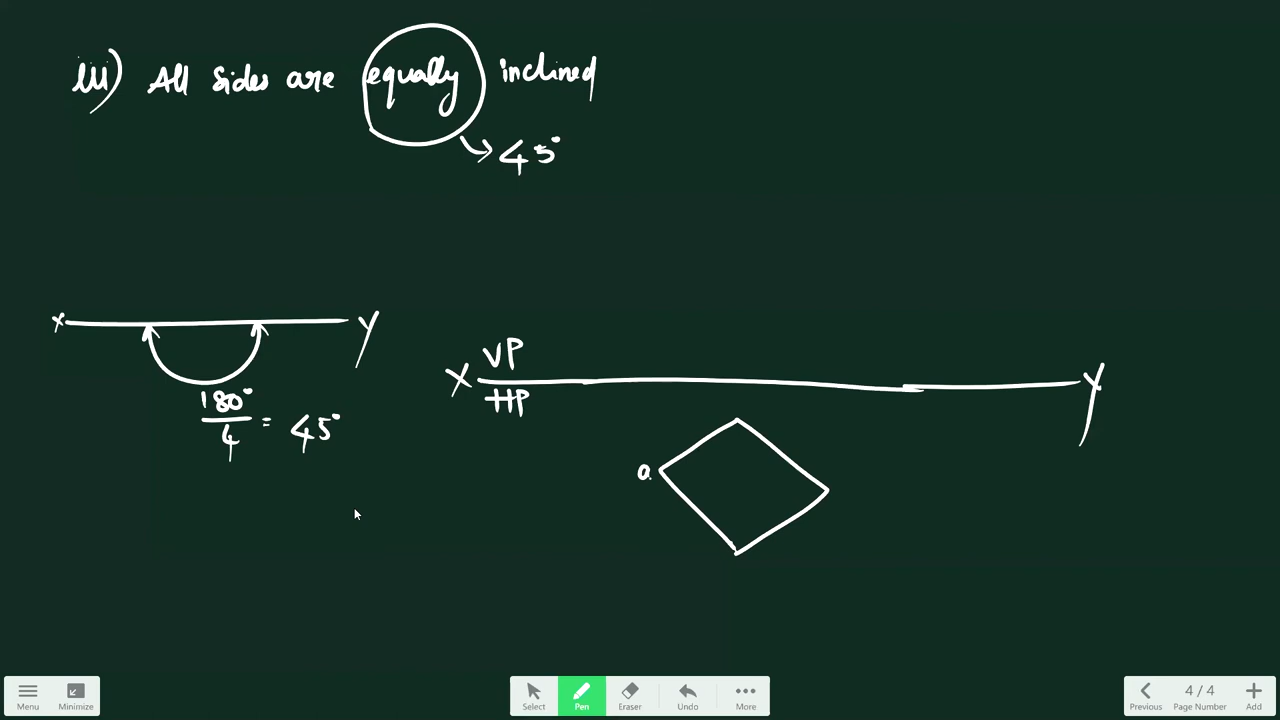 iii) All sides are equally inclined
→ 45°
x y
180°/4 = 45°
VP
X Y
HP
a
Menu Minimize Select Pen Eraser Undo More Previous 4 / 4 Page Number Add